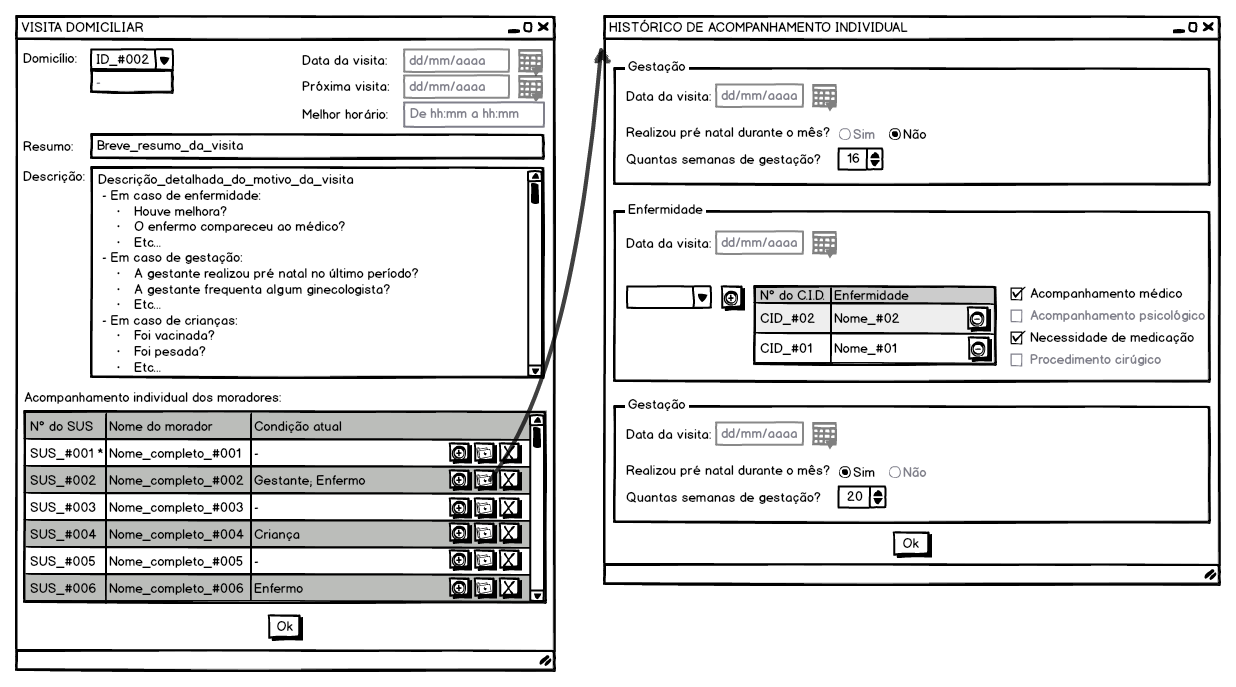 VISITA DOMICILIAR
Domicílio: ID_#002
-
Data da visita: dd/mm/aaaa
Próxima visita: dd/mm/aaaa
Melhor horário: De hh:mm a hh:mm
Resumo: Breve_resumo_da_visita
Descrição: Descrição_detalhada_do_motivo_da_visita
- Em caso de enfermidade:
· Houve melhora?
· O enfermo compareceu ao médico?
· Etc...
- Em caso de gestação:
· A gestante realizou pré natal no último período?
· A gestante frequenta algum ginecologista?
· Etc...
- Em caso de crianças:
· Foi vacinada?
· Foi pesada?
· Etc...
Acompanhamento individual dos moradores:
Nº do SUS Nome do morador Condição atual
SUS_#001 * Nome_completo_#001 -
SUS_#002 Nome_completo_#002 Gestante; Enfermo
SUS_#003 Nome_completo_#003 -
SUS_#004 Nome_completo_#004 Criança
SUS_#005 Nome_completo_#005 -
SUS_#006 Nome_completo_#006 Enfermo
Ok
HISTÓRICO DE ACOMPANHAMENTO INDIVIDUAL
Gestação
Data da visita: dd/mm/aaaa
Realizou pré natal durante o mês? Sim Não
Quantas semanas de gestação? 16
Enfermidade
Data da visita: dd/mm/aaaa
Nº do C.I.D. Enfermidade
CID_#02 Nome_#02
CID_#01 Nome_#01
Acompanhamento médico
Acompanhamento psicológico
Necessidade de medicação
Procedimento cirúgico
Gestação
Data da visita: dd/mm/aaaa
Realizou pré natal durante o mês? Sim Não
Quantas semanas de gestação? 20
Ok